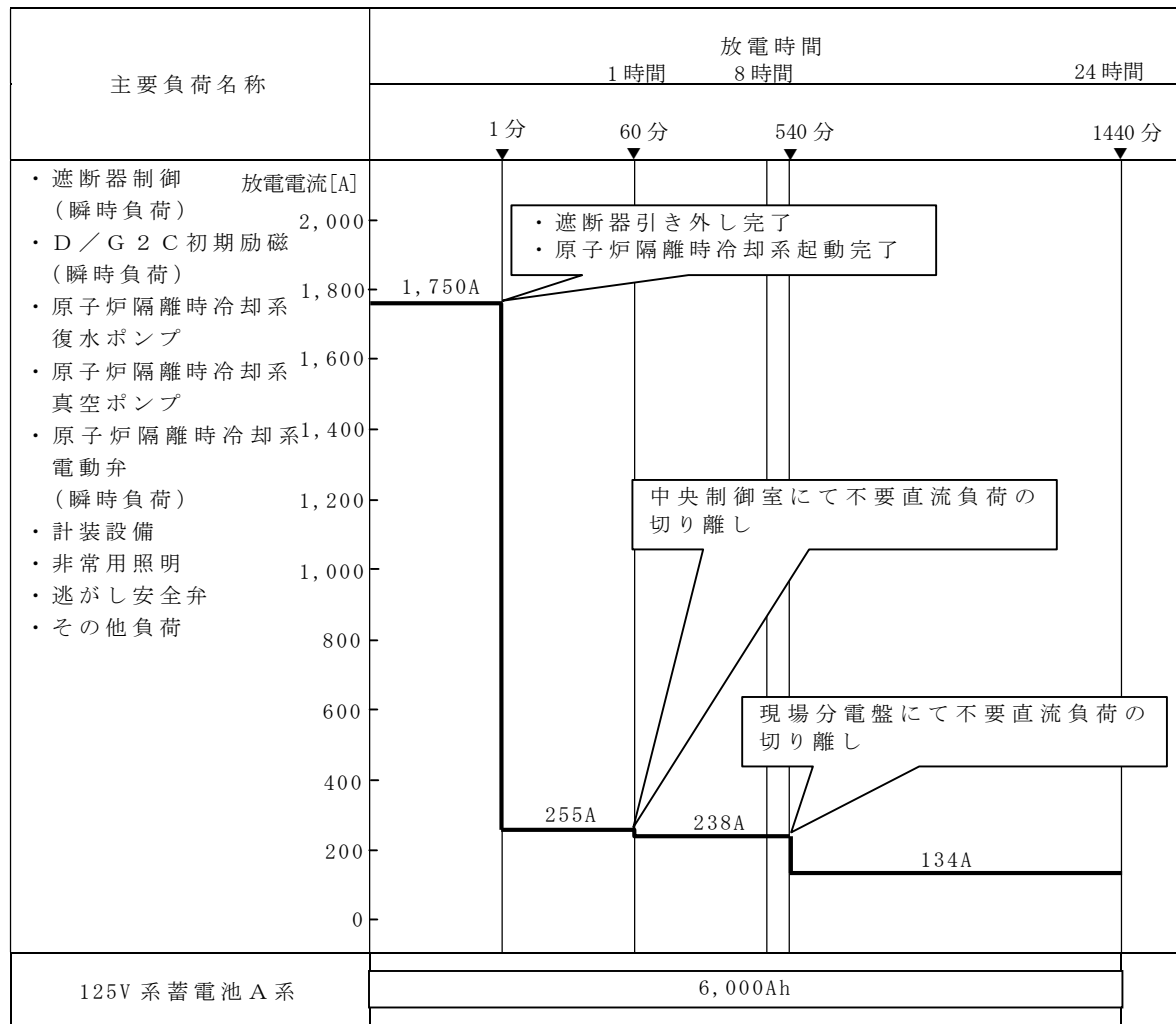 主要負荷名称
放電時間
1時間 8時間 24時間
1分 60分 540分 1440分
・遮断器制御
(瞬時負荷)
・D/G2C初期励磁
(瞬時負荷)
・原子炉隔離時冷却系
復水ポンプ
・原子炉隔離時冷却系
真空ポンプ
・原子炉隔離時冷却系
電動弁
(瞬時負荷)
・計装設備
・非常用照明
・逃がし安全弁
・その他負荷
放電電流[A]
2,000
1,800
1,600
1,400
1,200
1,000
800
600
400
200
0
・遮断器引き外し完了
・原子炉隔離時冷却系起動完了
1,750A
中央制御室にて不要直流負荷の
切り離し
現場分電盤にて不要直流負荷の
切り離し
255A
238A
134A
125V系蓄電池A系
6,000Ah